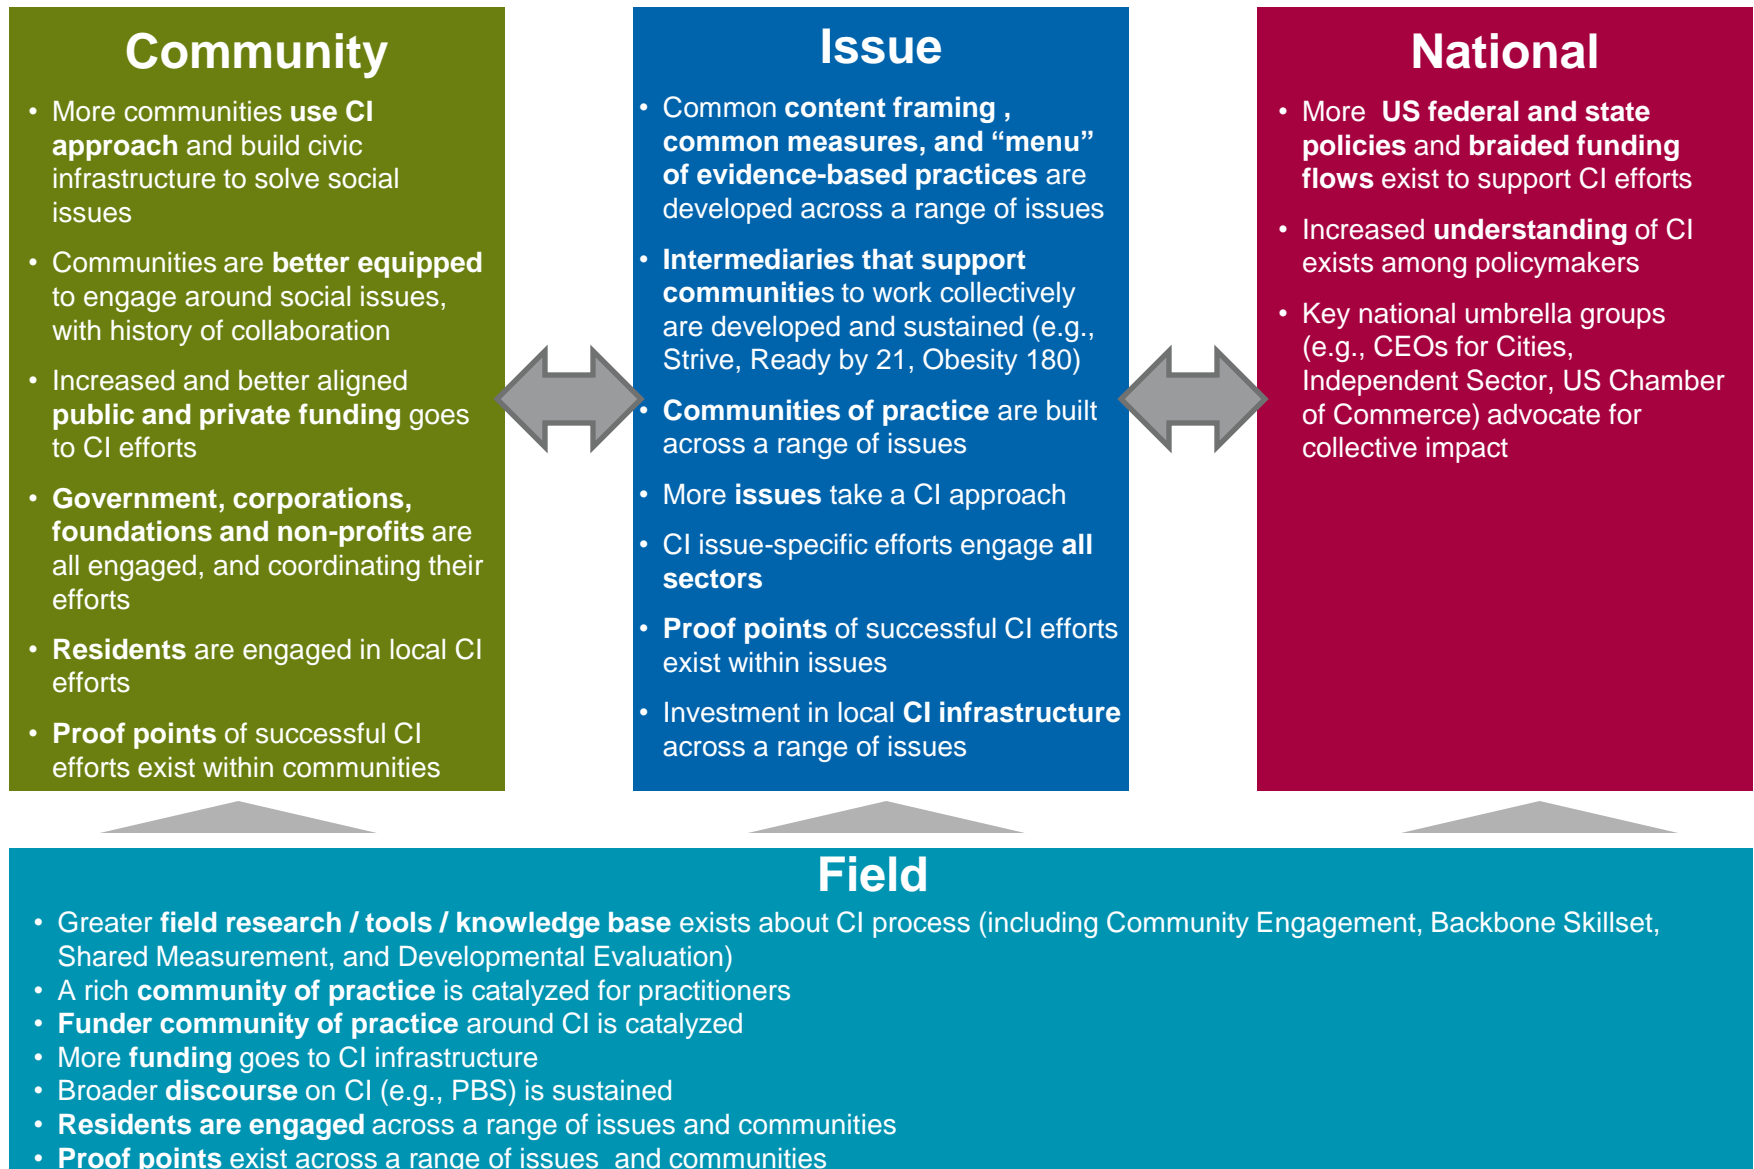 Community
• More communities use CI
approach and build civic
infrastructure to solve social
issues
• Communities are better equipped
to engage around social issues,
with history of collaboration
• Increased and better aligned
public and private funding goes
to CI efforts
• Government, corporations,
foundations and non-profits are
all engaged, and coordinating their
efforts
• Residents are engaged in local CI
efforts
• Proof points of successful CI
efforts exist within communities
Issue
• Common content framing ,
common measures, and “menu”
of evidence-based practices are
developed across a range of issues
• Intermediaries that support
communities to work collectively
are developed and sustained (e.g.,
Strive, Ready by 21, Obesity 180)
• Communities of practice are built
across a range of issues
• More issues take a CI approach
• CI issue-specific efforts engage all
sectors
• Proof points of successful CI efforts
exist within issues
• Investment in local CI infrastructure
across a range of issues
National
• More US federal and state
policies and braided funding
flows exist to support CI efforts
• Increased understanding of CI
exists among policymakers
• Key national umbrella groups
(e.g., CEOs for Cities,
Independent Sector, US Chamber
of Commerce) advocate for
collective impact
Field
• Greater field research / tools / knowledge base exists about CI process (including Community Engagement, Backbone Skillset,
Shared Measurement, and Developmental Evaluation)
• A rich community of practice is catalyzed for practitioners
• Funder community of practice around CI is catalyzed
• More funding goes to CI infrastructure
• Broader discourse on CI (e.g., PBS) is sustained
• Residents are engaged across a range of issues and communities
• Proof points exist across a range of issues and communities